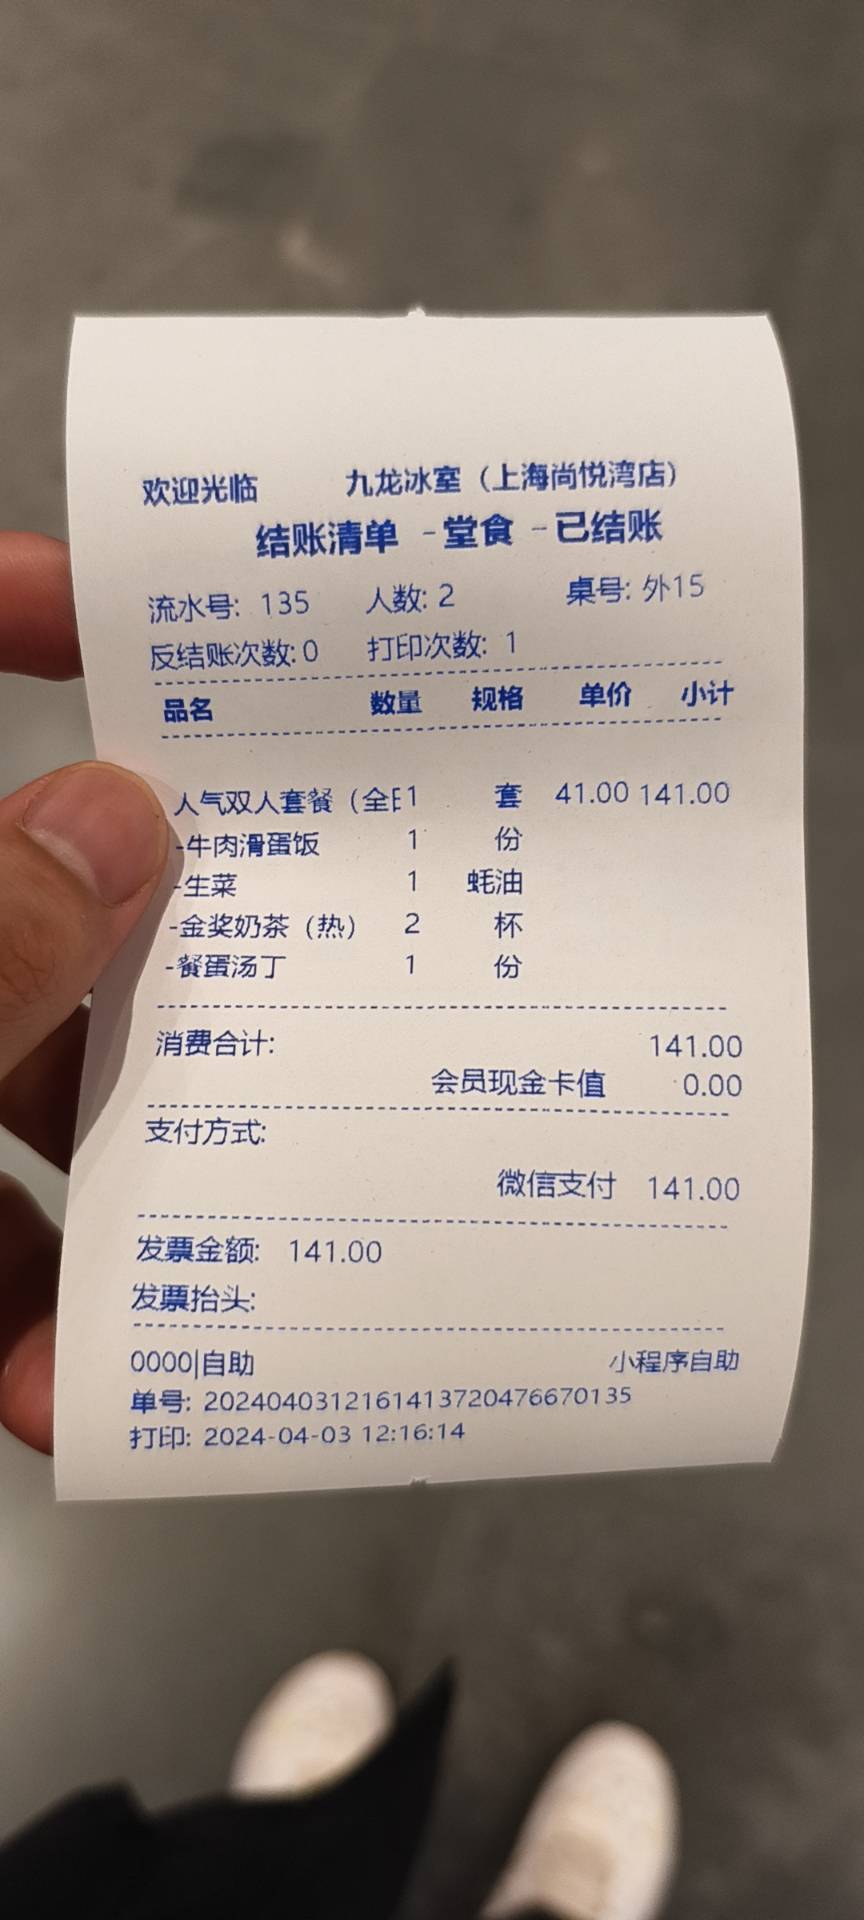 欢迎光临 九龙冰室（上海尚悦湾店）
结账清单 -堂食 -已结账
流水号: 135 人数: 2 桌号: 外15
反结账次数: 0 打印次数: 1
品名 数量 规格 单价 小计
人气双人套餐（全日1 套 41.00 141.00
-牛肉滑蛋饭 1 份
-生菜 1 蚝油
-金奖奶茶（热） 2 杯
-餐蛋汤丁 1 份
消费合计: 141.00
会员现金卡值 0.00
支付方式:
微信支付 141.00
发票金额: 141.00
发票抬头:
0000|自助 小程序自助
单号: 20240403121614137204766​70135
打印: 2024-04-03 12:16:14